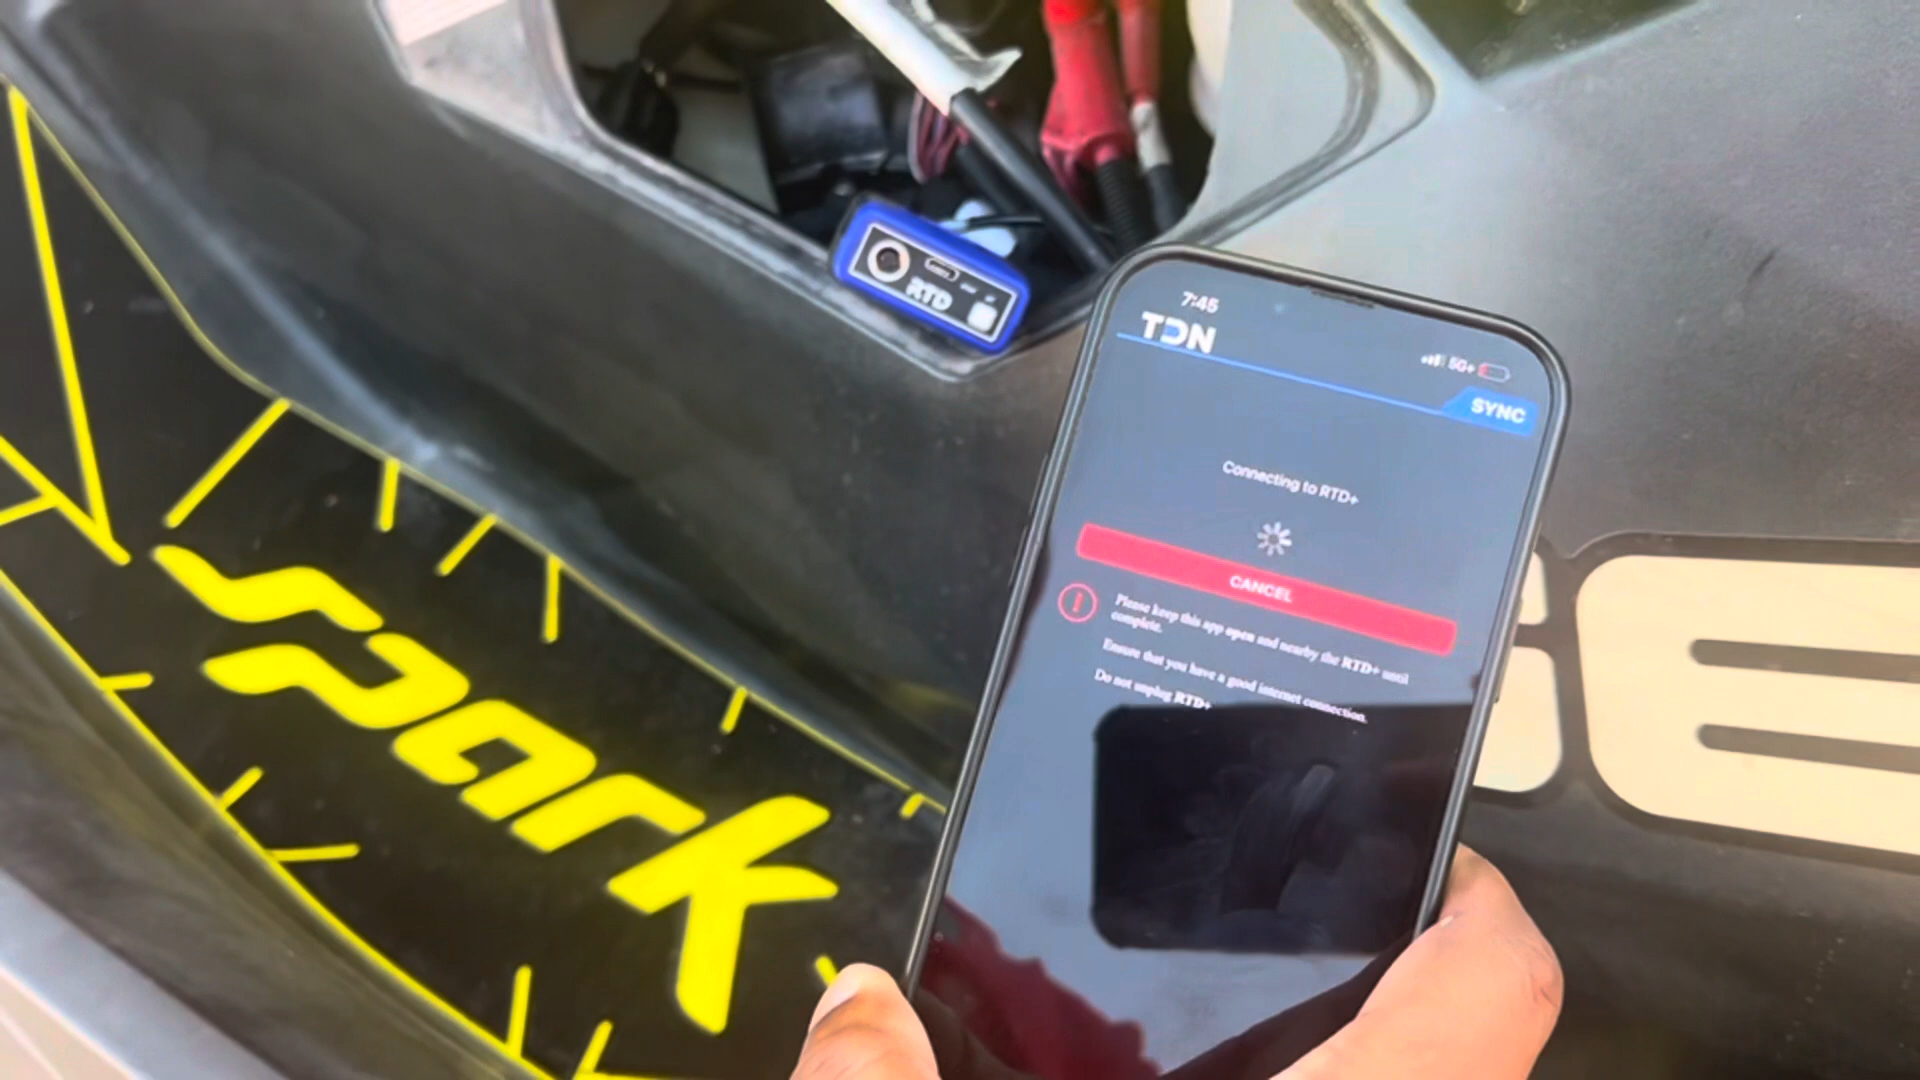 RTD
7:45
5G+
TDN
SYNC
Connecting to RTD+
CANCEL
Please keep this app open and nearby the RTD+ until
complete.
Ensure that you have a good internet connection.
Do not unplug RTD+
spark